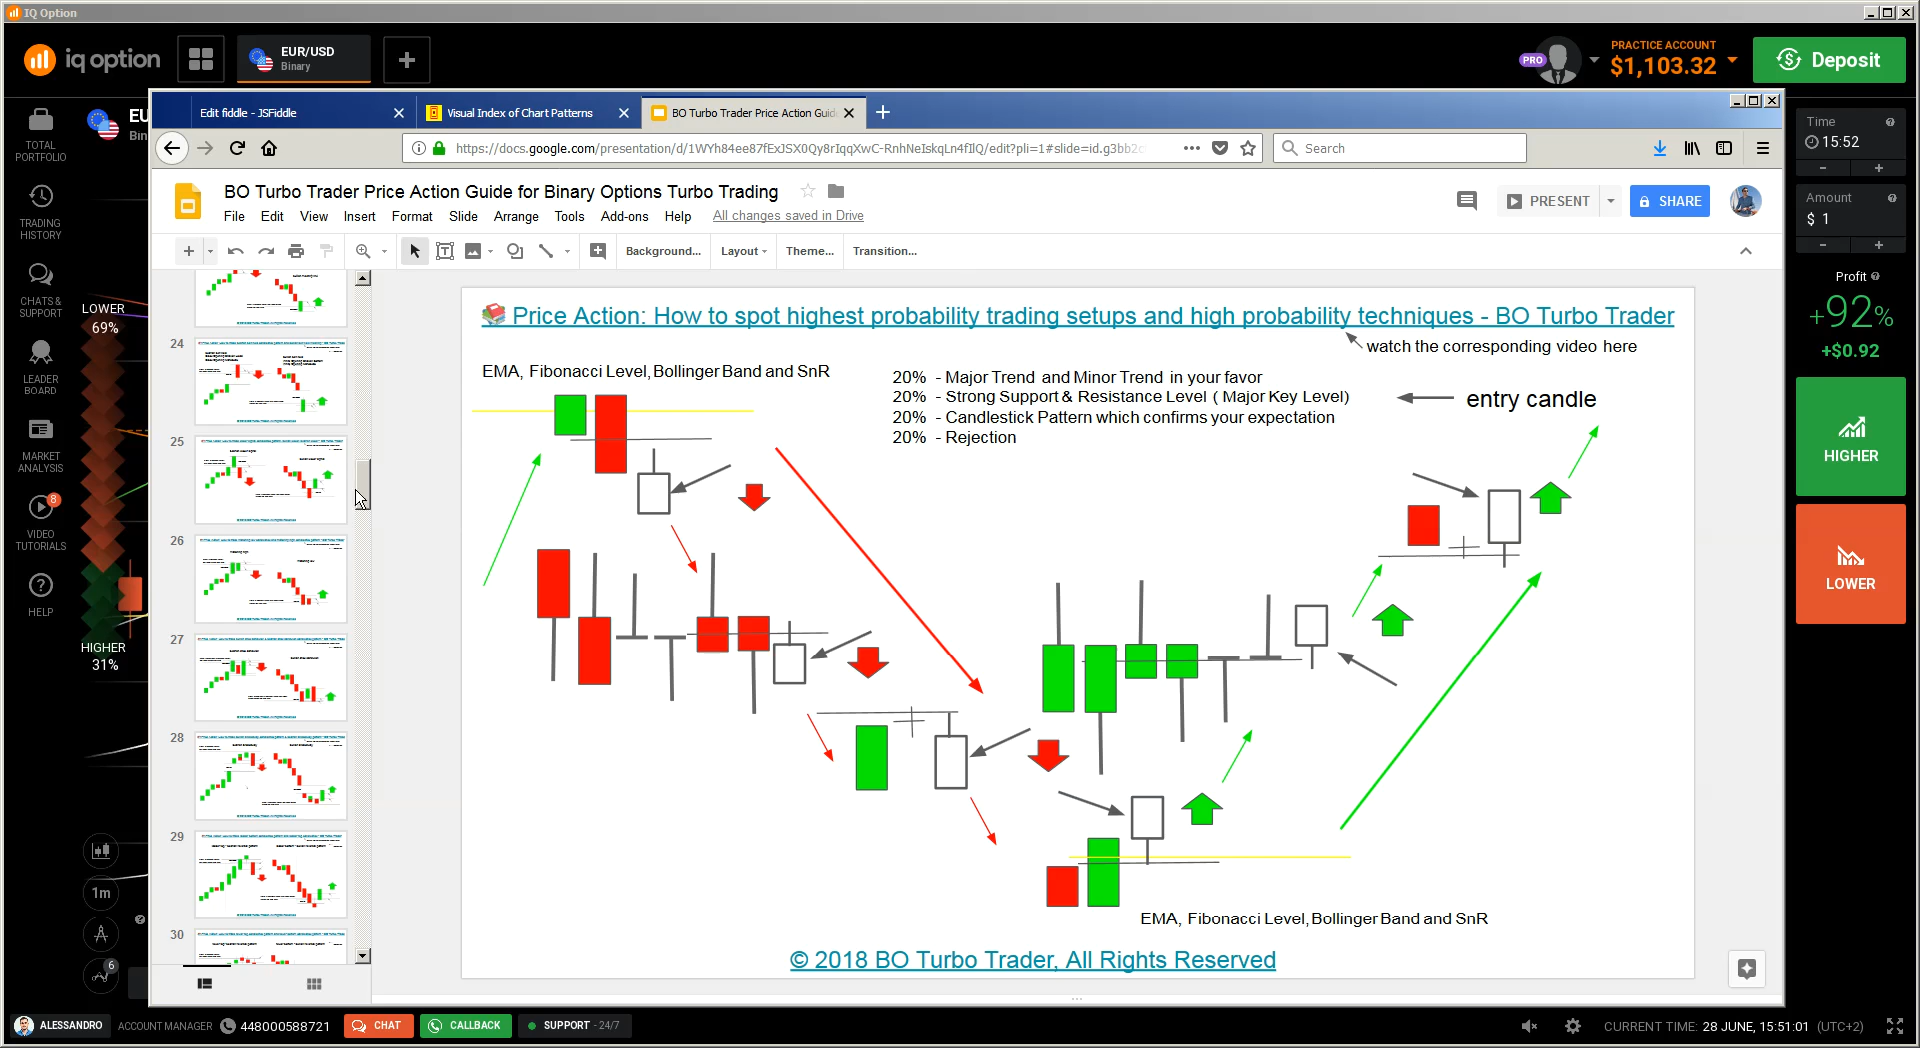 IQ Option
iq option
EUR/USD
Binary
PRO
PRACTICE ACCOUNT
$1,103.32
Deposit
Edit fiddle - JSFiddle
Visual Index of Chart Patterns
BO Turbo Trader Price Action Guid
https://docs.google.com/presentation/d/1WYh84ee87fExJSX0Qy8rIqqXwC-RnhNeIskqLn4fIlQ/edit?pli=1#slide=id.g3bb2c
Search
BO Turbo Trader Price Action Guide for Binary Options Turbo Trading
File Edit View Insert Format Slide Arrange Tools Add-ons Help All changes saved in Drive
PRESENT
SHARE
Background... Layout Theme... Transition...
TOTAL
PORTFOLIO
TRADING
HISTORY
CHATS &
SUPPORT
LEADER
BOARD
MARKET
ANALYSIS
8
VIDEO
TUTORIALS
HELP
EU
Bin
LOWER
69%
HIGHER
31%
1m
6
24
25
26
27
28
29
30
Price Action: How to spot highest probability trading setups and high probability techniques - BO Turbo Trader
watch the corresponding video here
EMA, Fibonacci Level, Bollinger Band and SnR
20% - Major Trend and Minor Trend in your favor
20% - Strong Support & Resistance Level ( Major Key Level)
20% - Candlestick Pattern which confirms your expectation
20% - Rejection
entry candle
EMA, Fibonacci Level, Bollinger Band and SnR
© 2018 BO Turbo Trader, All Rights Reserved
Time
15:52
Amount
$ 1
Profit
+92%
+$0.92
HIGHER
LOWER
ALESSANDRO
ACCOUNT MANAGER
448000588721
CHAT
CALLBACK
SUPPORT - 24/7
CURRENT TIME: 28 JUNE, 15:51:01 (UTC+2)